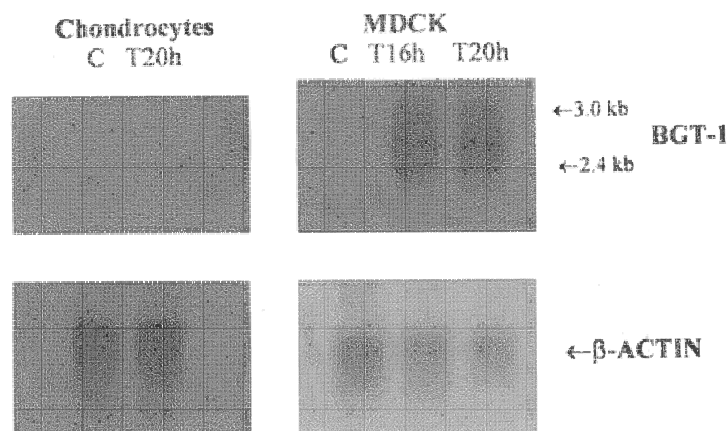 Chondrocytes
C T20h
MDCK
C T16h T20h
←3.0 kb
BGT-1
←2.4 kb
←β-ACTIN